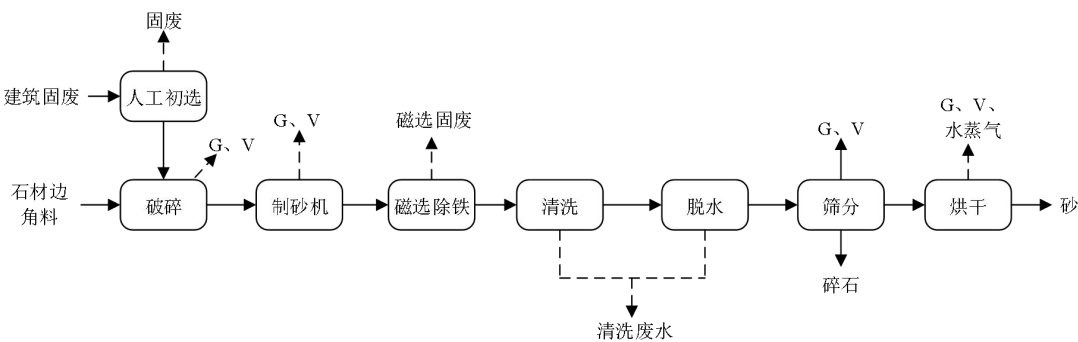 固废
建筑固废
人工初选
G、V
G、V
磁选固废
G、V
G、V、
水蒸气
石材边
角料
破碎
制砂机
磁选除铁
清洗
脱水
筛分
烘干
砂
碎石
清洗废水